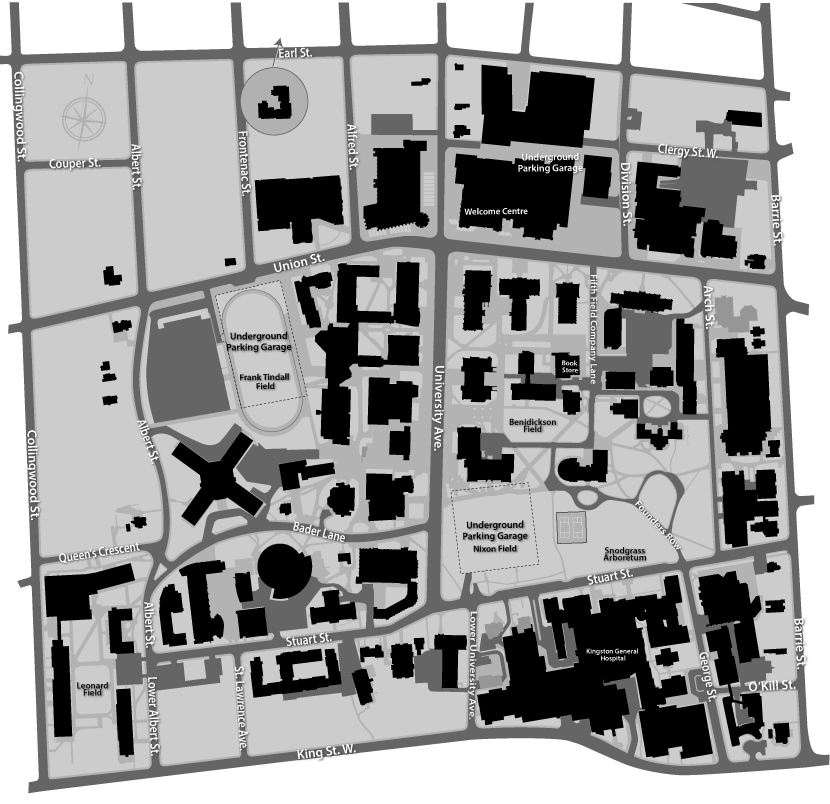 Earl St.
N
Collingwood St.
Couper St.
Albert St.
Frontenac St.
Alfred St.
Underground
Parking Garage
Welcome Centre
Division St.
Clergy St. W.
Barrie St.
Union St.
Underground
Parking Garage
Frank Tindall
Field
University Ave.
Fifth Field Company Lane
Arch St.
Book
Store
Benidickson
Field
Collingwood St.
Albert St.
Queen's Crescent
Bader Lane
Underground
Parking Garage
Nixon Field
Founders Row
Snodgrass
Arboretum
Stuart St.
Albert St.
Stuart St.
Lower University Ave.
Kingston General
Hospital
George St.
Barrie St.
O'Kill St.
Leonard
Field
Lower Albert St.
St. Lawrence Ave.
King St. W.